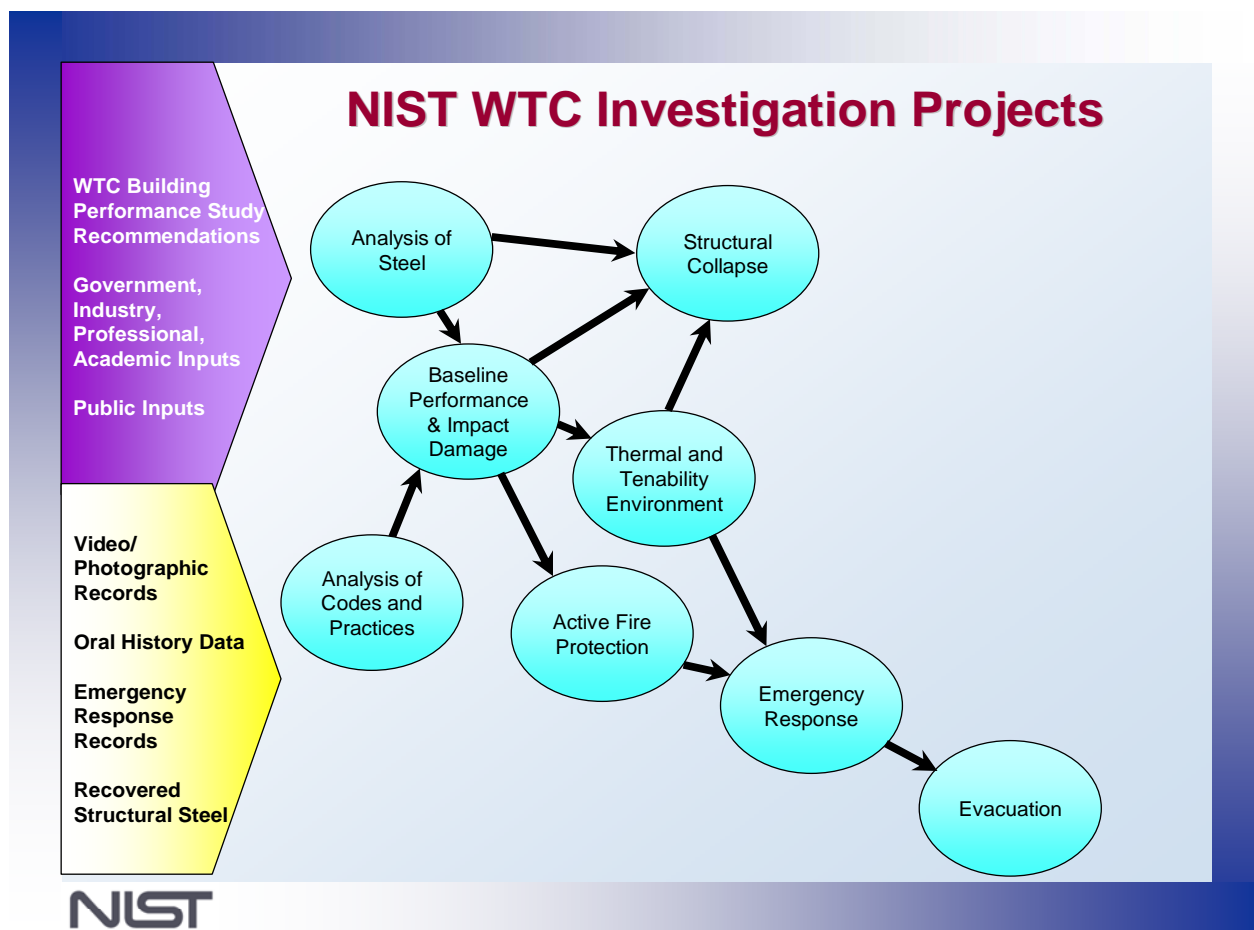 NIST WTC Investigation Projects
WTC Building
Performance Study
Recommendations
Government,
Industry,
Professional,
Academic Inputs
Public Inputs
Video/
Photographic
Records
Oral History Data
Emergency
Response
Records
Recovered
Structural Steel
Analysis of
Steel
Structural
Collapse
Baseline
Performance
& Impact
Damage
Thermal and
Tenability
Environment
Analysis of
Codes and
Practices
Active Fire
Protection
Emergency
Response
Evacuation
NIST